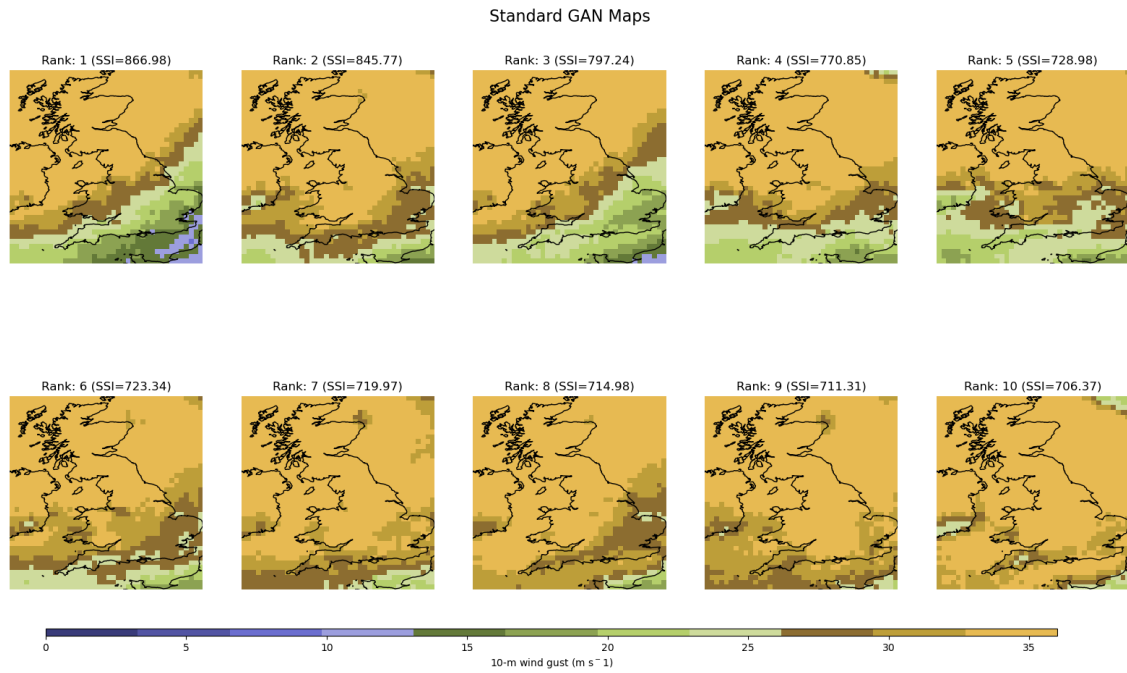 Standard GAN Maps
Rank: 1 (SSI=866.98)
Rank: 2 (SSI=845.77)
Rank: 3 (SSI=797.24)
Rank: 4 (SSI=770.85)
Rank: 5 (SSI=728.98)
Rank: 6 (SSI=723.34)
Rank: 7 (SSI=719.97)
Rank: 8 (SSI=714.98)
Rank: 9 (SSI=711.31)
Rank: 10 (SSI=706.37)
0 5 10 15 20 25 30 35
10-m wind gust (m s⁻1)